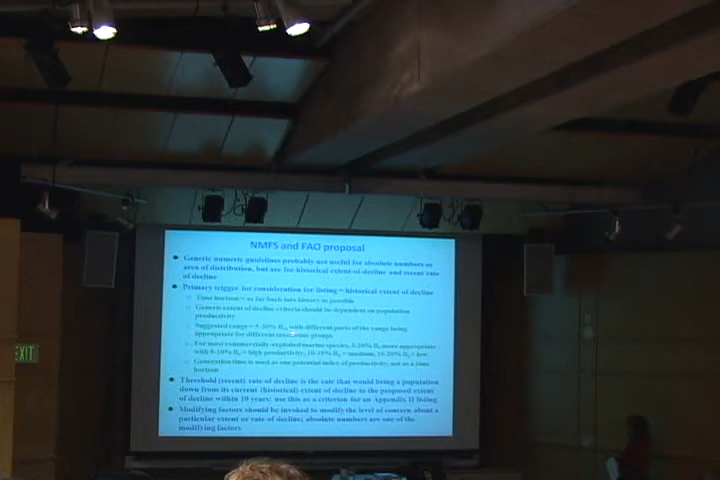 NMFS and FAO proposal
Generic numeric guidelines probably not useful for absolute numbers or
area of distribution, but are for historical extent of decline and recent rate
of decline
Primary trigger for consideration for listing = historical extent of decline
Time horizon = as far back into history as possible
Generic extent of decline criteria should be dependent on population
productivity
Suggested range = 5-30% B₀, with different parts of the range being
appropriate for different taxonomic groups
For most commercially-exploited marine species, 5-20% B₀ more appropriate
with 5-10% B₀ = high productivity, 10-15% B₀ = medium, 15-20% B₀ = low
Generation time is used as one potential index of productivity, not as a time
horizon
Threshold (recent) rate of decline is the rate that would bring a population
down from its current (historical) extent of decline to the proposed extent
of decline within 10 years; use this as a criterion for an Appendix II listing
Modifying factors should be invoked to modify the level of concern about a
particular extent or rate of decline; absolute numbers are one of the
modifying factors
EXIT